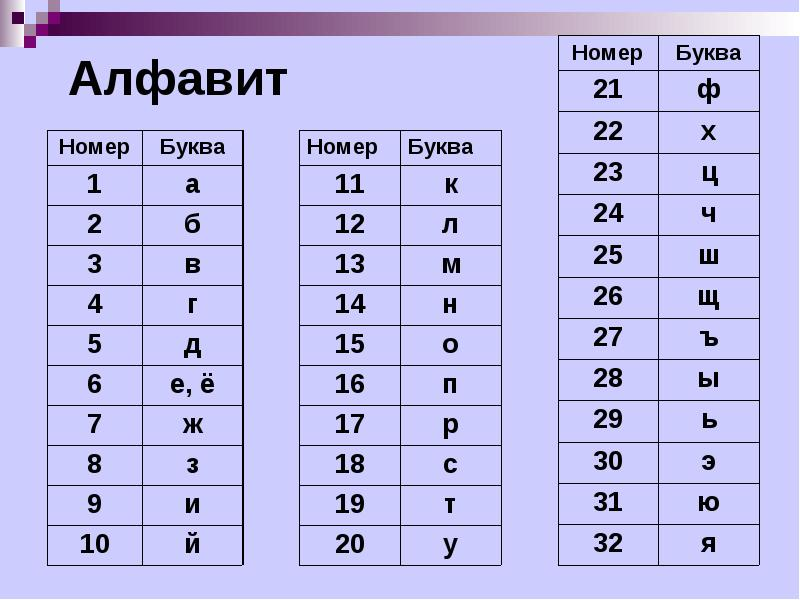 Алфавит
Номер Буква
1 а
2 б
3 в
4 г
5 д
6 е, ё
7 ж
8 з
9 и
10 й
Номер Буква
11 к
12 л
13 м
14 н
15 о
16 п
17 р
18 с
19 т
20 у
Номер Буква
21 ф
22 х
23 ц
24 ч
25 ш
26 щ
27 ъ
28 ы
29 ь
30 э
31 ю
32 я